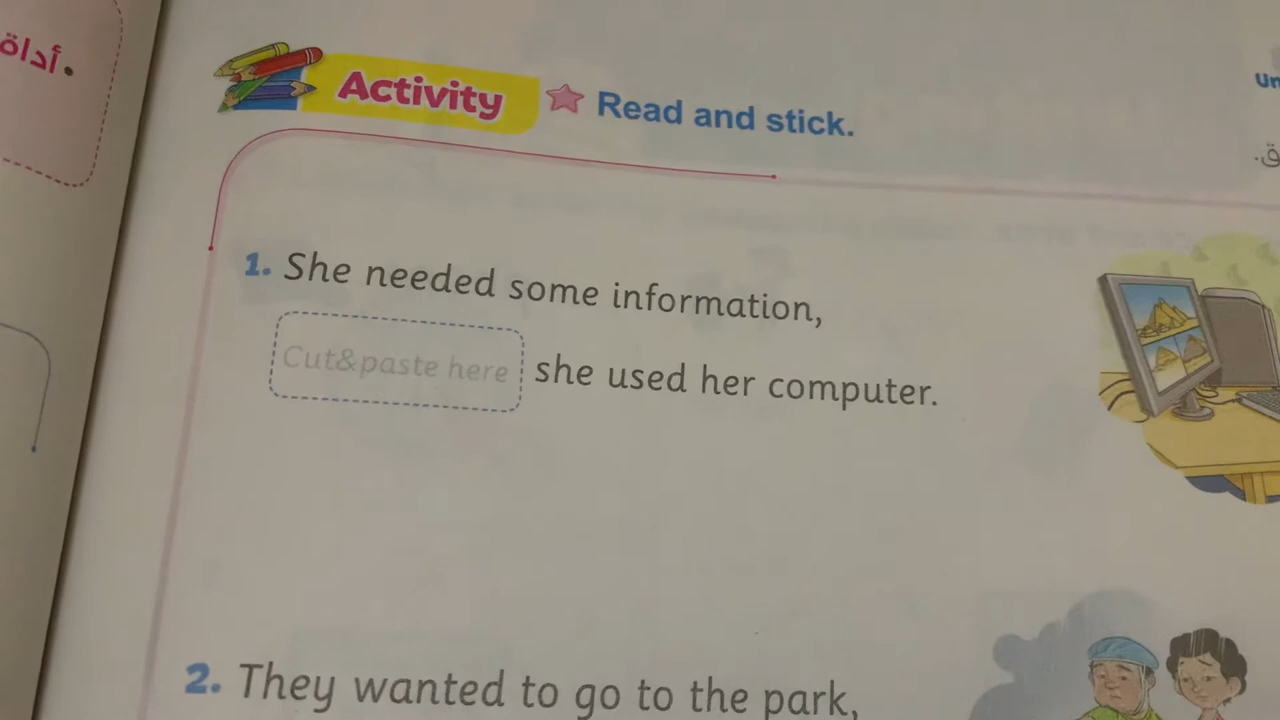 أداة
Activity Read and stick.
1. She needed some information,
Cut&paste here she used her computer.
2. They wanted to go to the park,